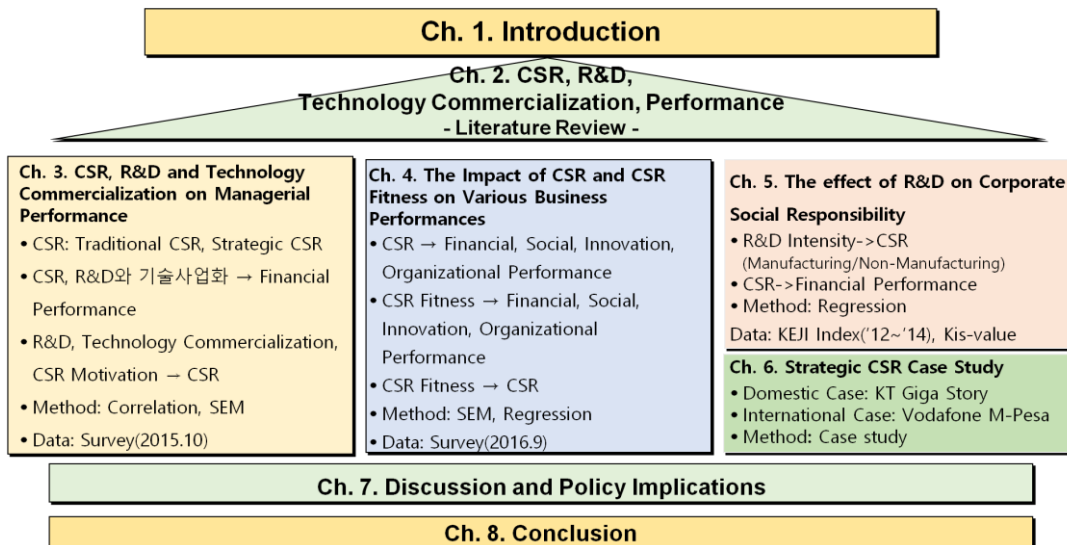 Ch. 1. Introduction
Ch. 2. CSR, R&D,
Technology Commercialization, Performance
- Literature Review -
Ch. 3. CSR, R&D and Technology
Commercialization on Managerial
Performance
• CSR: Traditional CSR, Strategic CSR
• CSR, R&D와 기술사업화 → Financial
Performance
• R&D, Technology Commercialization,
CSR Motivation → CSR
• Method: Correlation, SEM
• Data: Survey(2015.10)
Ch. 4. The Impact of CSR and CSR
Fitness on Various Business
Performances
• CSR → Financial, Social, Innovation,
Organizational Performance
• CSR Fitness → Financial, Social,
Innovation, Organizational
Performance
• CSR Fitness → CSR
• Method: SEM, Regression
• Data: Survey(2016.9)
Ch. 5. The effect of R&D on Corporate
Social Responsibility
• R&D Intensity->CSR
(Manufacturing/Non-Manufacturing)
• CSR->Financial Performance
• Method: Regression
Data: KEJI Index('12~'14), Kis-value
Ch. 6. Strategic CSR Case Study
• Domestic Case: KT Giga Story
• International Case: Vodafone M-Pesa
• Method: Case study
Ch. 7. Discussion and Policy Implications
Ch. 8. Conclusion